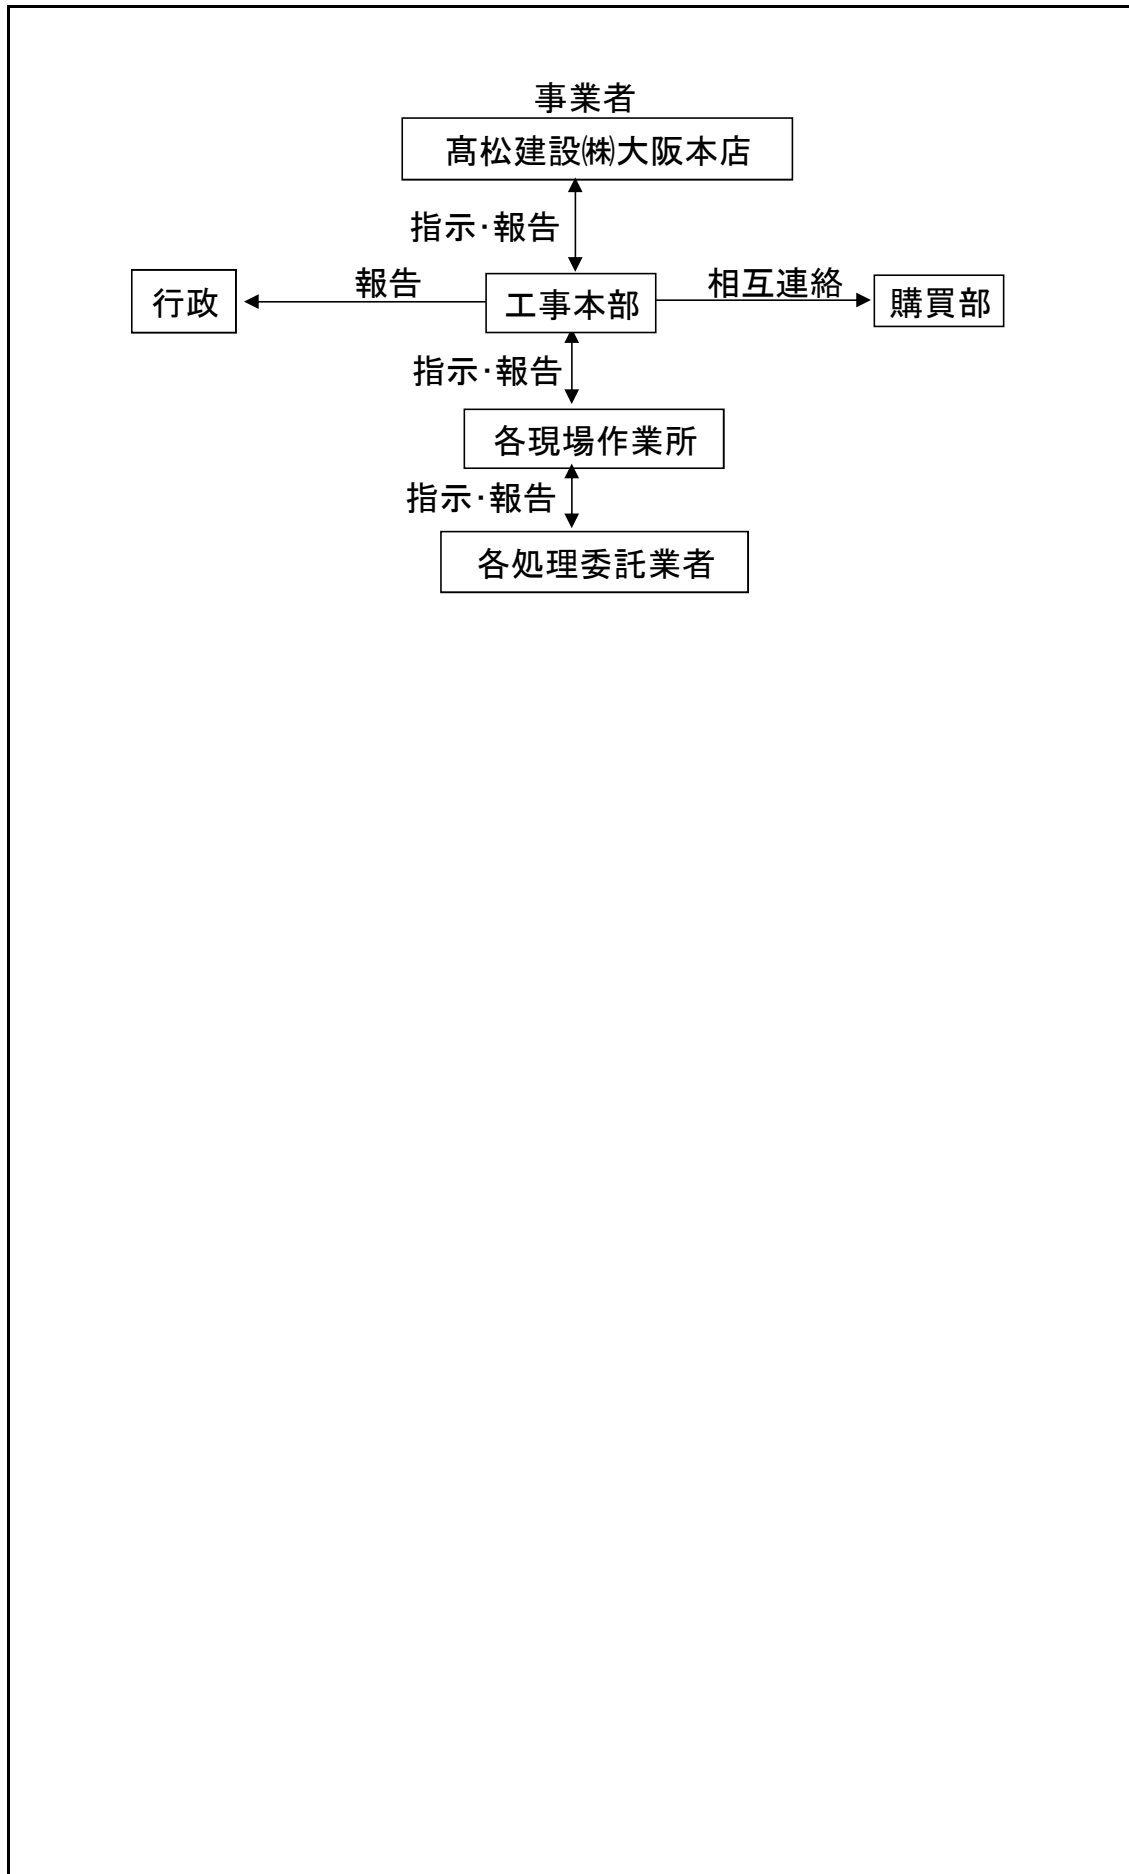 事業者
髙松建設㈱大阪本店
指示･報告
行政
報告
工事本部
相互連絡
購買部
指示･報告
各現場作業所
指示･報告
各処理委託業者